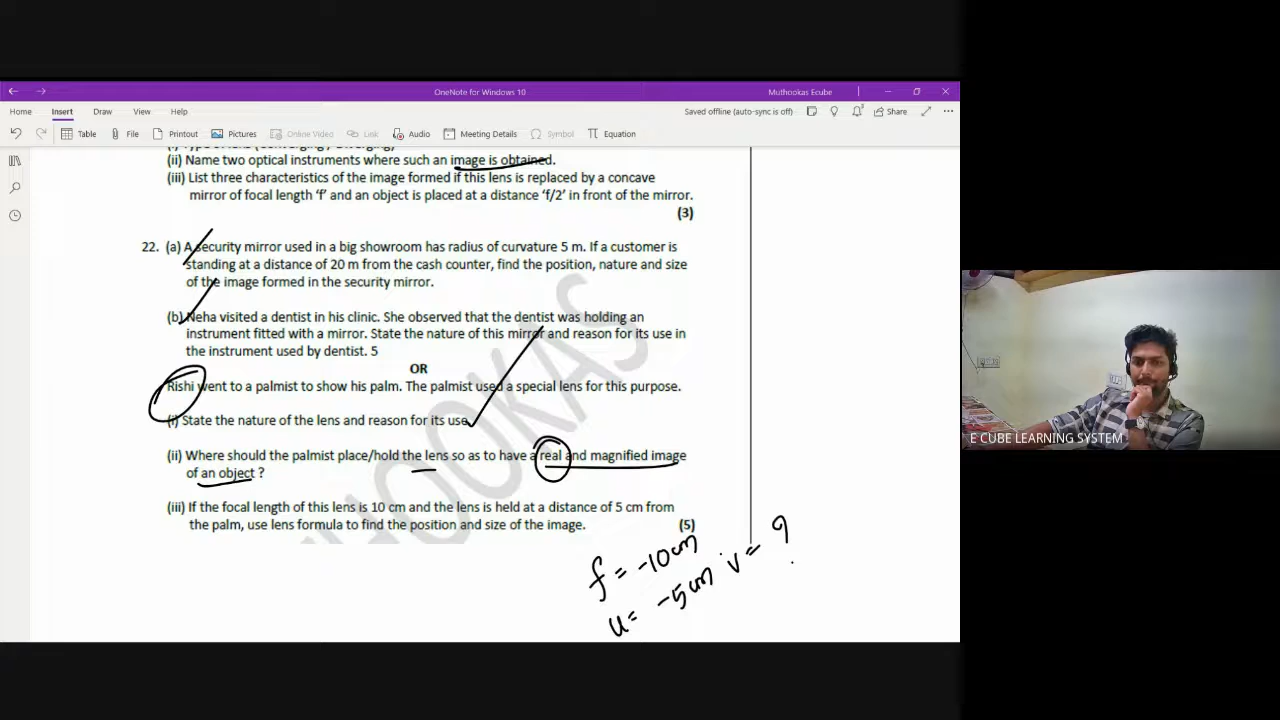 OneNote for Windows 10
Muthookas Ecube
Home Insert Draw View Help
Saved offline (auto-sync is off)
Share
Table File Printout Pictures Online Video Link Audio Meeting Details Symbol Equation
(ii) Name two optical instruments where such an image is obtained.
(iii) List three characteristics of the image formed if this lens is replaced by a concave
mirror of focal length 'f' and an object is placed at a distance 'f/2' in front of the mirror.
(3)
22. (a) A security mirror used in a big showroom has radius of curvature 5 m. If a customer is
standing at a distance of 20 m from the cash counter, find the position, nature and size
of the image formed in the security mirror.
(b) Neha visited a dentist in his clinic. She observed that the dentist was holding an
instrument fitted with a mirror. State the nature of this mirror and reason for its use in
the instrument used by dentist. 5
OR
Rishi went to a palmist to show his palm. The palmist used a special lens for this purpose.
(i) State the nature of the lens and reason for its use
(ii) Where should the palmist place/hold the lens so as to have a real and magnified image
of an object ?
(iii) If the focal length of this lens is 10 cm and the lens is held at a distance of 5 cm from
the palm, use lens formula to find the position and size of the image.
(5)
f = -10cm
u = -5cm v = ?
HOOKAS
E CUBE LEARNING SYSTEM